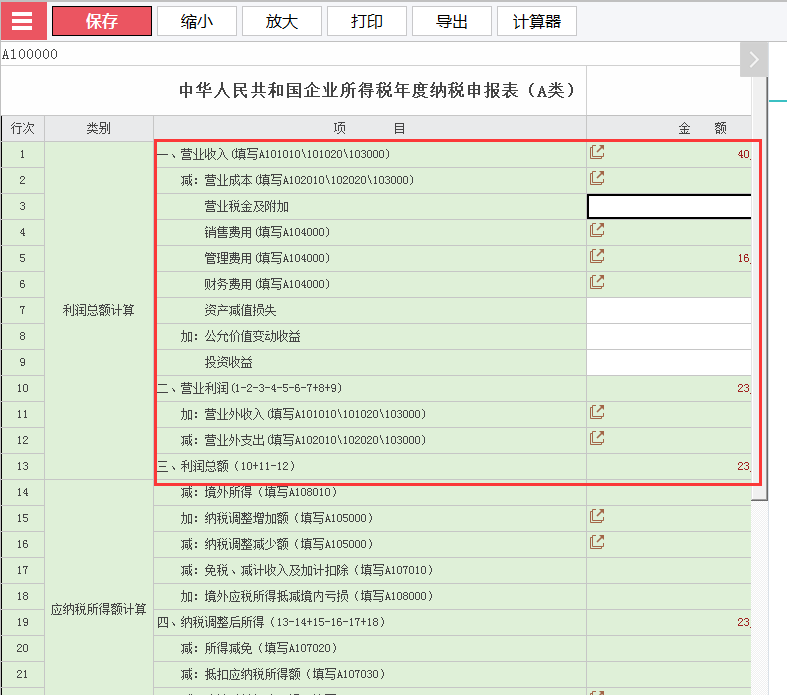 保存 缩小 放大 打印 导出 计算器
A100000
中华人民共和国企业所得税年度纳税申报表（A类）
行次 类别 项 目 金 额
1 一、营业收入(填写A101010\101020\103000) 40,
2 减：营业成本(填写A102010\102020\103000)
3 营业税金及附加
4 销售费用(填写A104000)
5 管理费用(填写A104000) 16,
6 财务费用(填写A104000)
7 利润总额计算 资产减值损失
8 加：公允价值变动收益
9 投资收益
10 二、营业利润(1-2-3-4-5-6-7+8+9) 23,
11 加：营业外收入(填写A101010\101020\103000)
12 减：营业外支出(填写A102010\102020\103000)
13 三、利润总额（10+11-12） 23,
14 减：境外所得（填写A108010）
15 加：纳税调整增加额（填写A105000）
16 减：纳税调整减少额（填写A105000）
17 减：免税、减计收入及加计扣除（填写A107010）
18 加：境外应税所得抵减境内亏损（填写A108000）
应纳税所得额计算
19 四、纳税调整后所得（13-14+15-16-17+18） 23,
20 减：所得减免（填写A107020）
21 减：抵扣应纳税所得额（填写A107030）